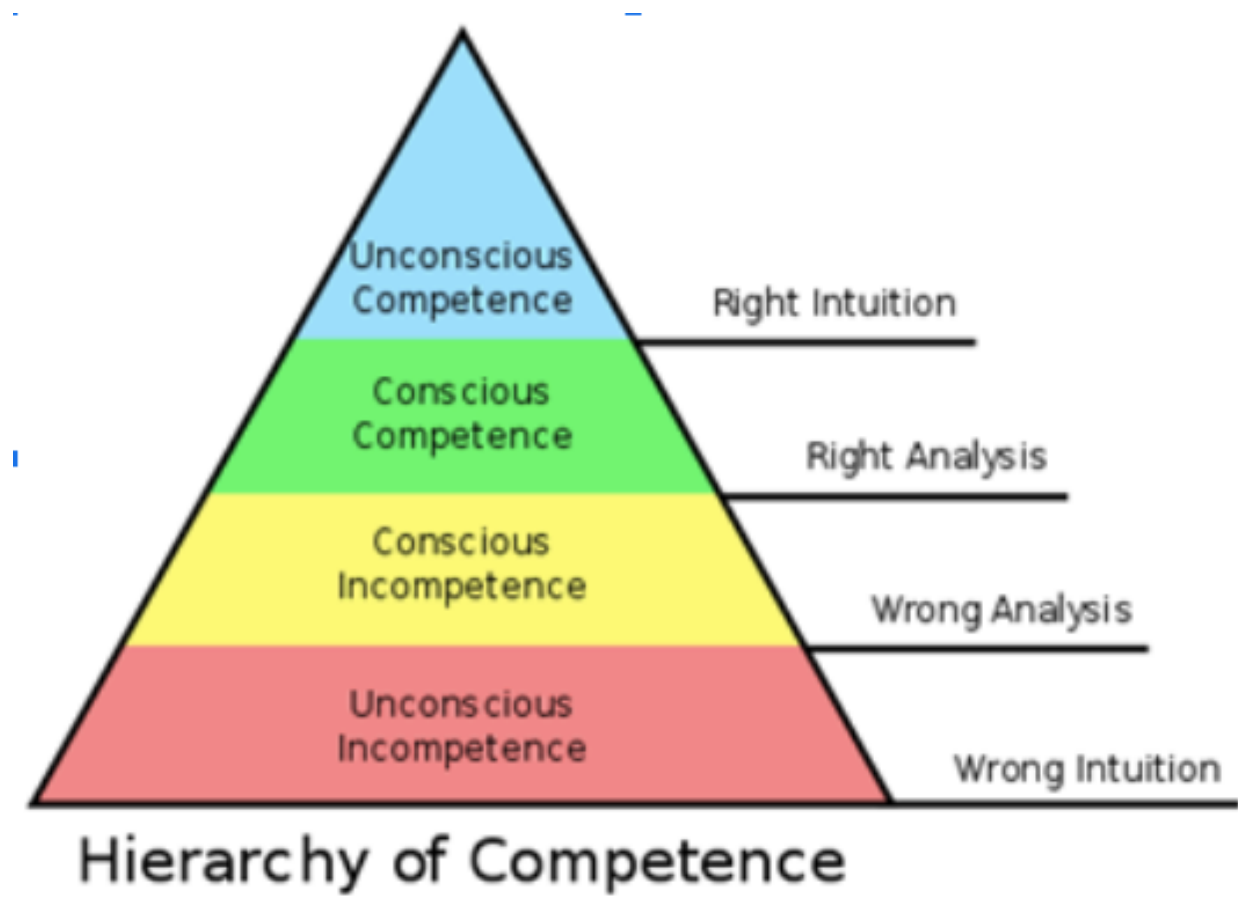 Unconscious
Competence
Right Intuition
Conscious
Competence
Right Analysis
Conscious
Incompetence
Wrong Analysis
Unconscious
Incompetence
Wrong Intuition
Hierarchy of Competence